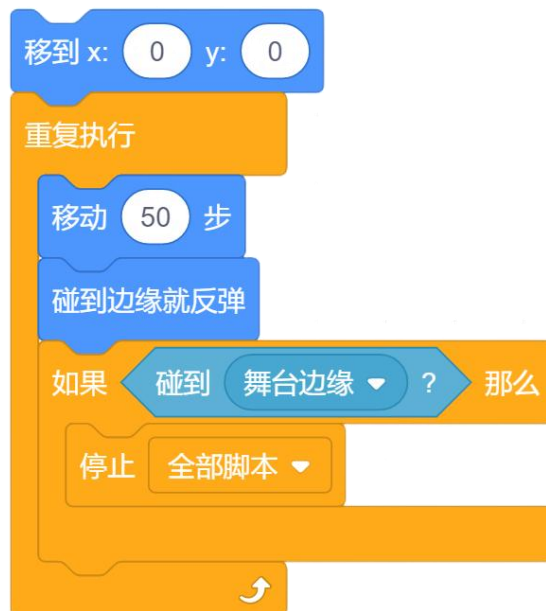 移到 x: 0 y: 0
重复执行
移动 50 步
碰到边缘就反弹
如果 碰到 舞台边缘 ? 那么
停止 全部脚本